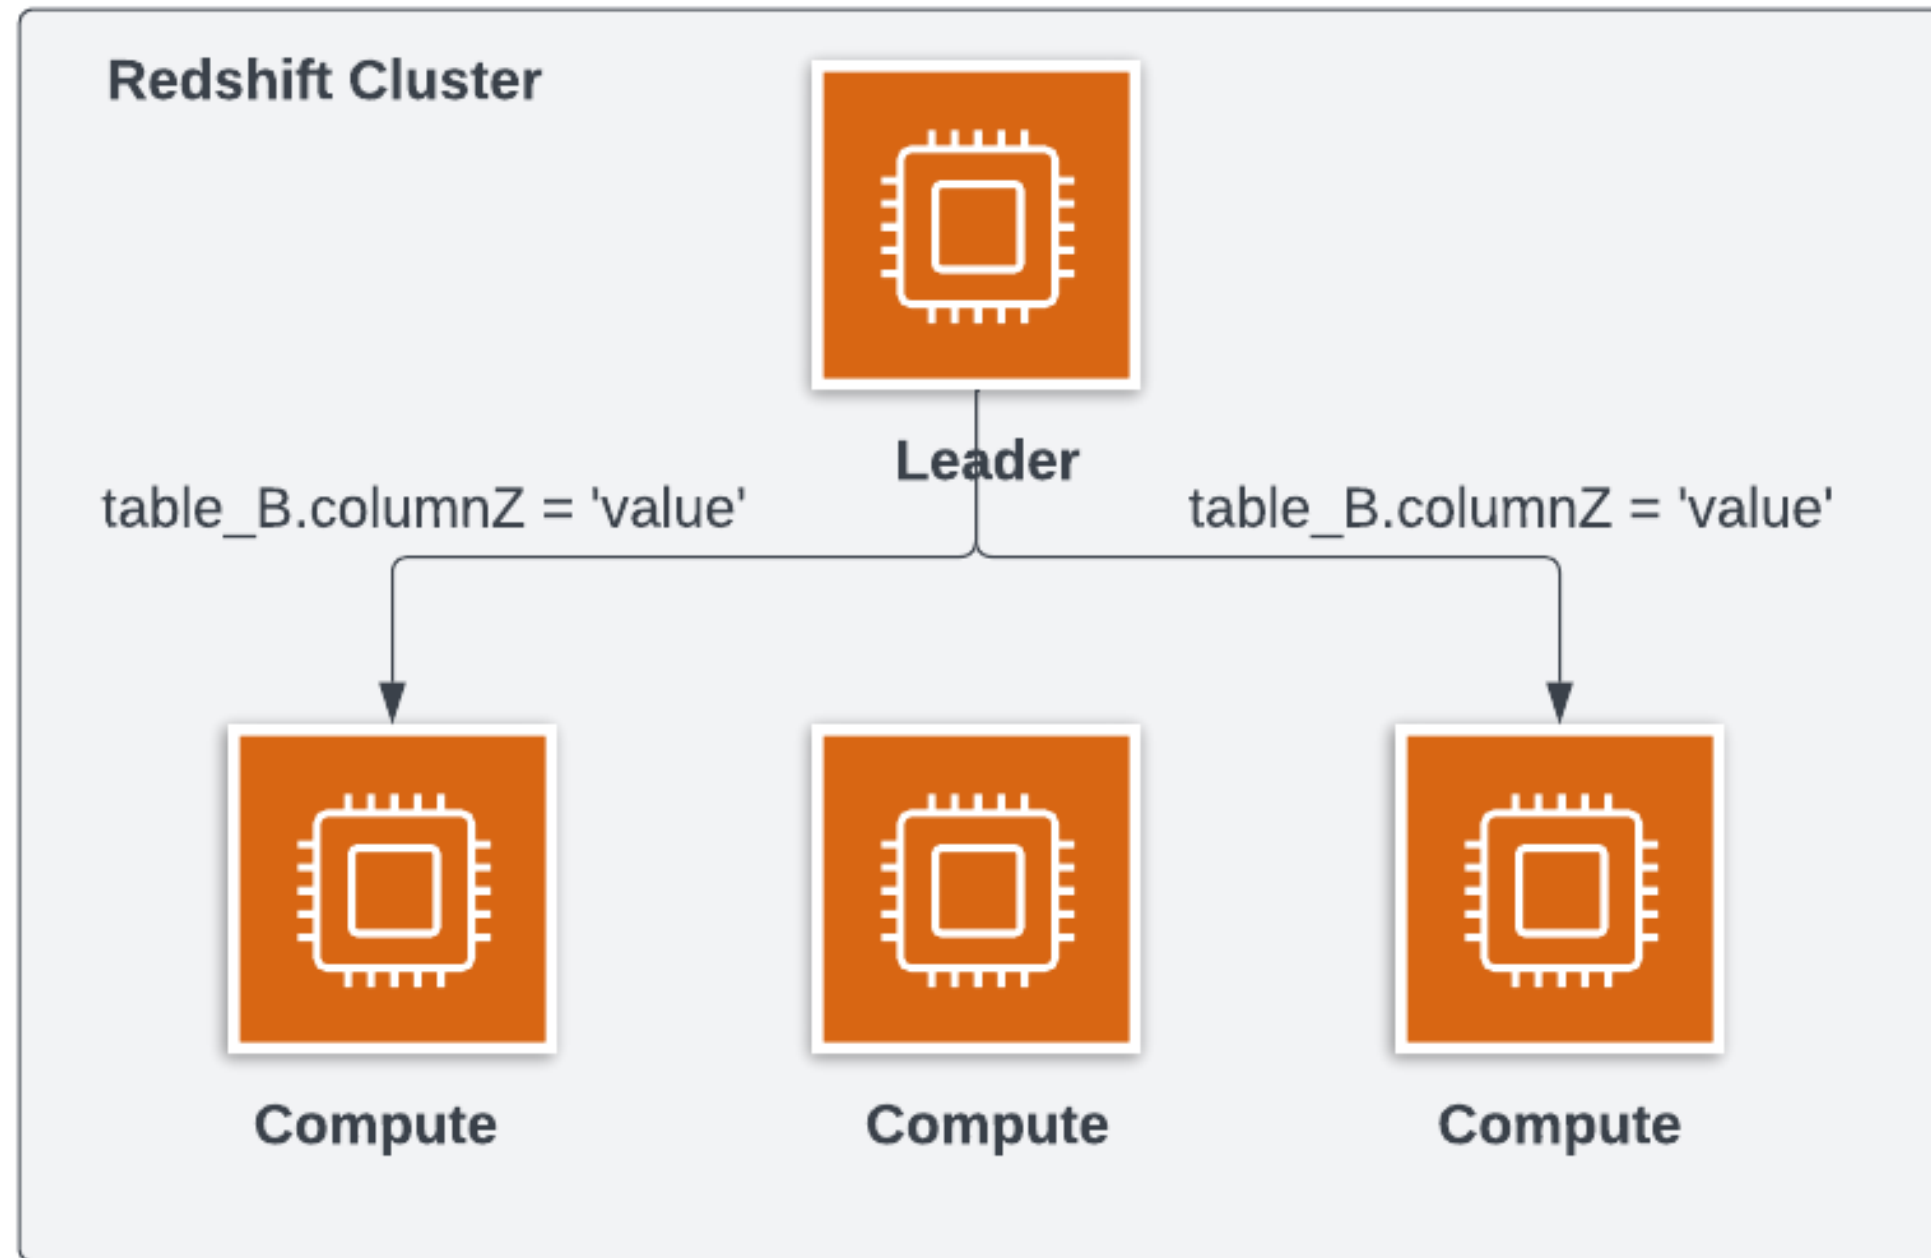 Redshift Cluster
Leader
table_B.columnZ = 'value'
table_B.columnZ = 'value'
Compute
Compute
Compute